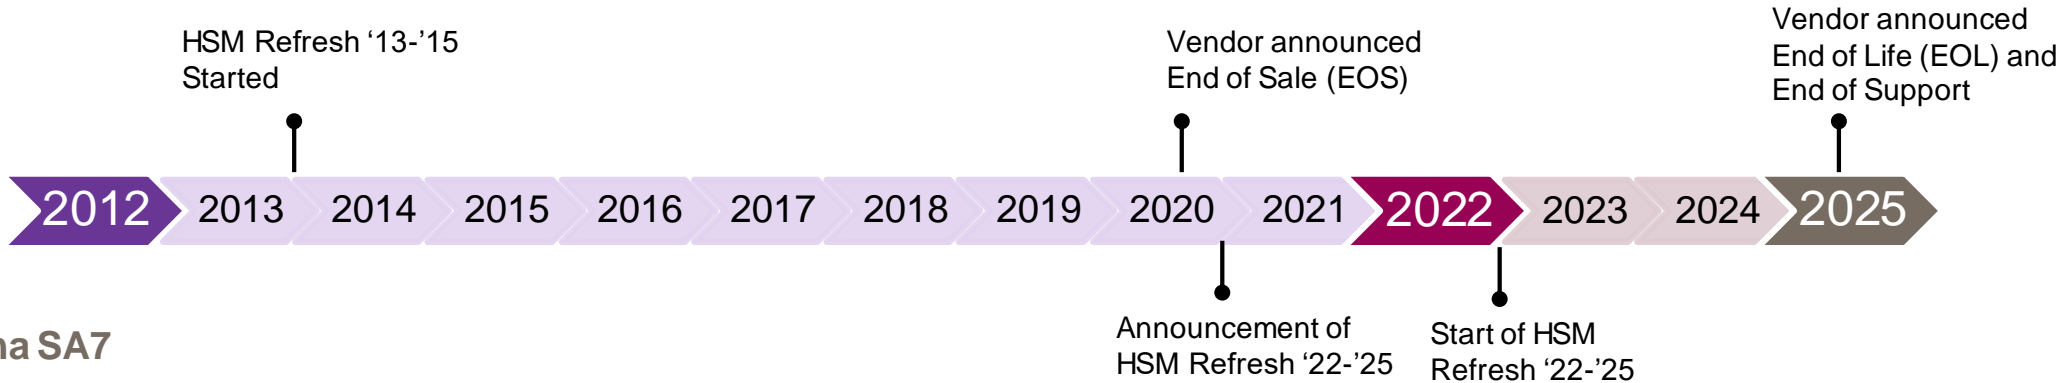 HSM Refresh ‘13-’15
Started
Vendor announced
End of Sale (EOS)
Vendor announced
End of Life (EOL) and
End of Support
2012 2013 2014 2015 2016 2017 2018 2019 2020 2021 2022 2023 2024 2025
Announcement of
HSM Refresh ‘22-’25
Start of HSM
Refresh ‘22-’25
na SA7